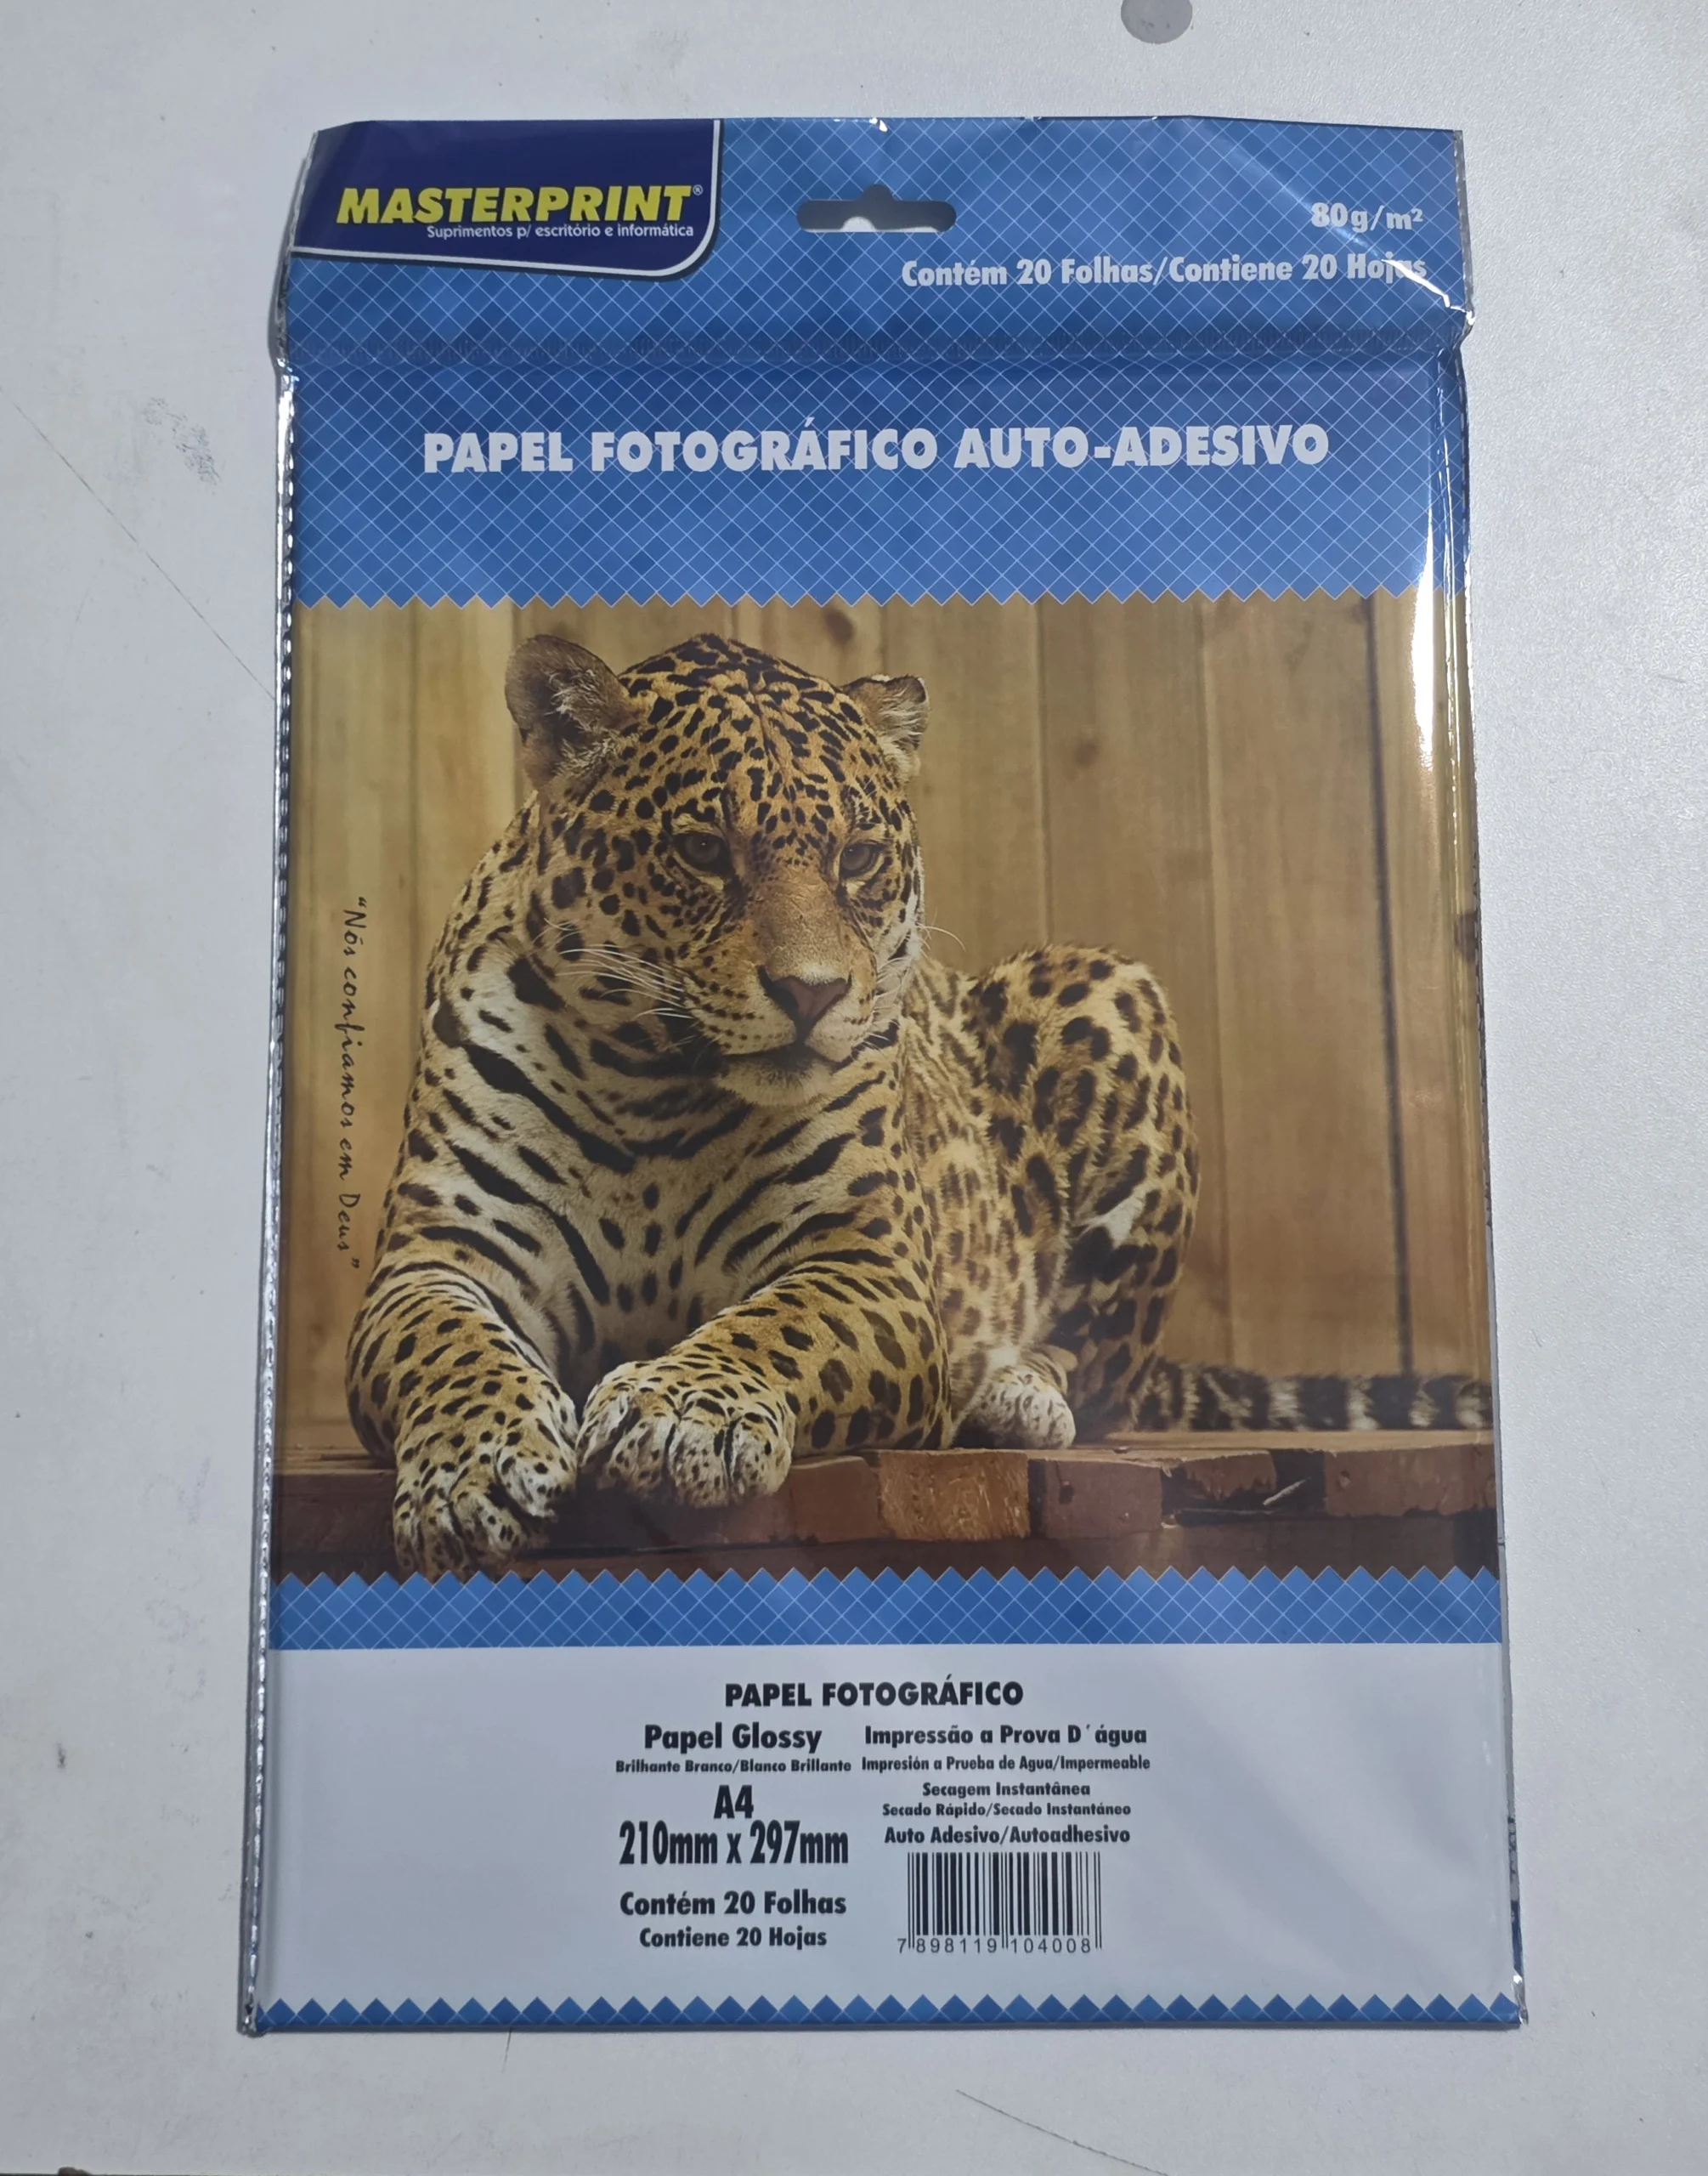 MASTERPRINT®
Suprimentos p/ escritório e informática
80g/m²
Contém 20 Folhas/Contiene 20 Hojas
PAPEL FOTOGRÁFICO AUTO-ADESIVO
"Nós confiamos em Deus"
PAPEL FOTOGRÁFICO
Papel Glossy
Brilhante Branco/Blanco Brillante
A4
210mm x 297mm
Contém 20 Folhas
Contiene 20 Hojas
Impressão a Prova D´água
Impresión a Prueba de Agua/Impermeable
Secagem Instantânea
Secado Rápido/Secado Instantáneo
Auto Adesivo/Autoadhesivo
7 898119 104008